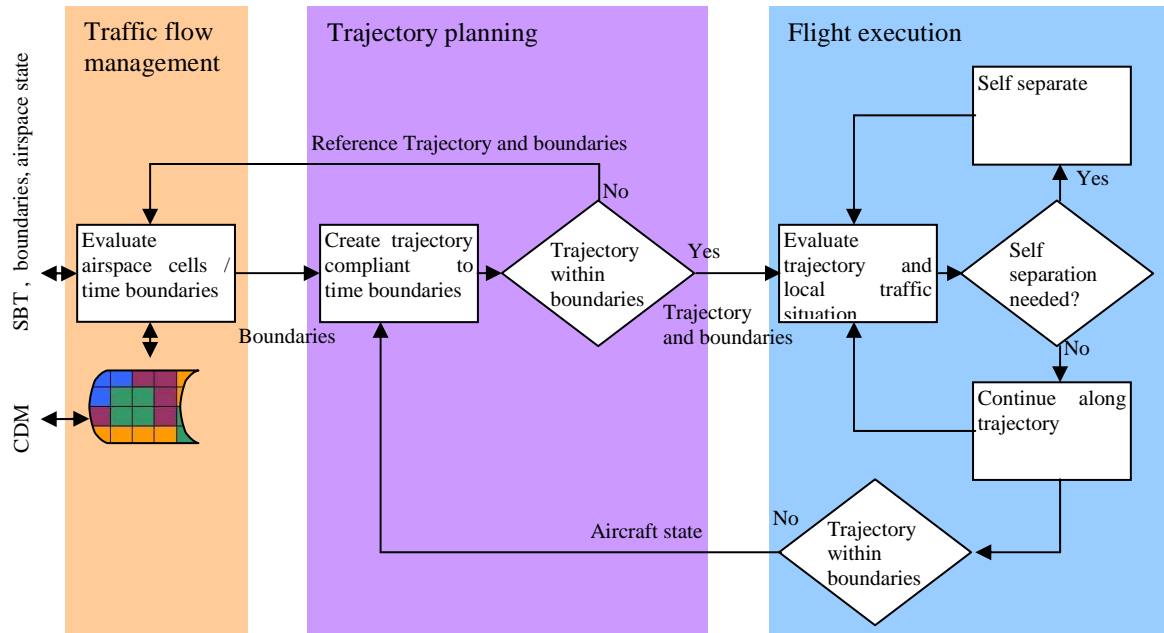 Traffic flow
management
Trajectory planning
Flight execution
SBT , boundaries, airspace state
CDM
Evaluate
airspace cells /
time boundaries
Reference Trajectory and boundaries
No
Boundaries
Create trajectory
compliant to
time boundaries
Trajectory
within
boundaries
Yes
Trajectory
and boundaries
Evaluate
trajectory and
local traffic
situation
Self separate
Yes
Self
separation
needed?
No
Continue along
trajectory
Trajectory
within
boundaries
No
Aircraft state